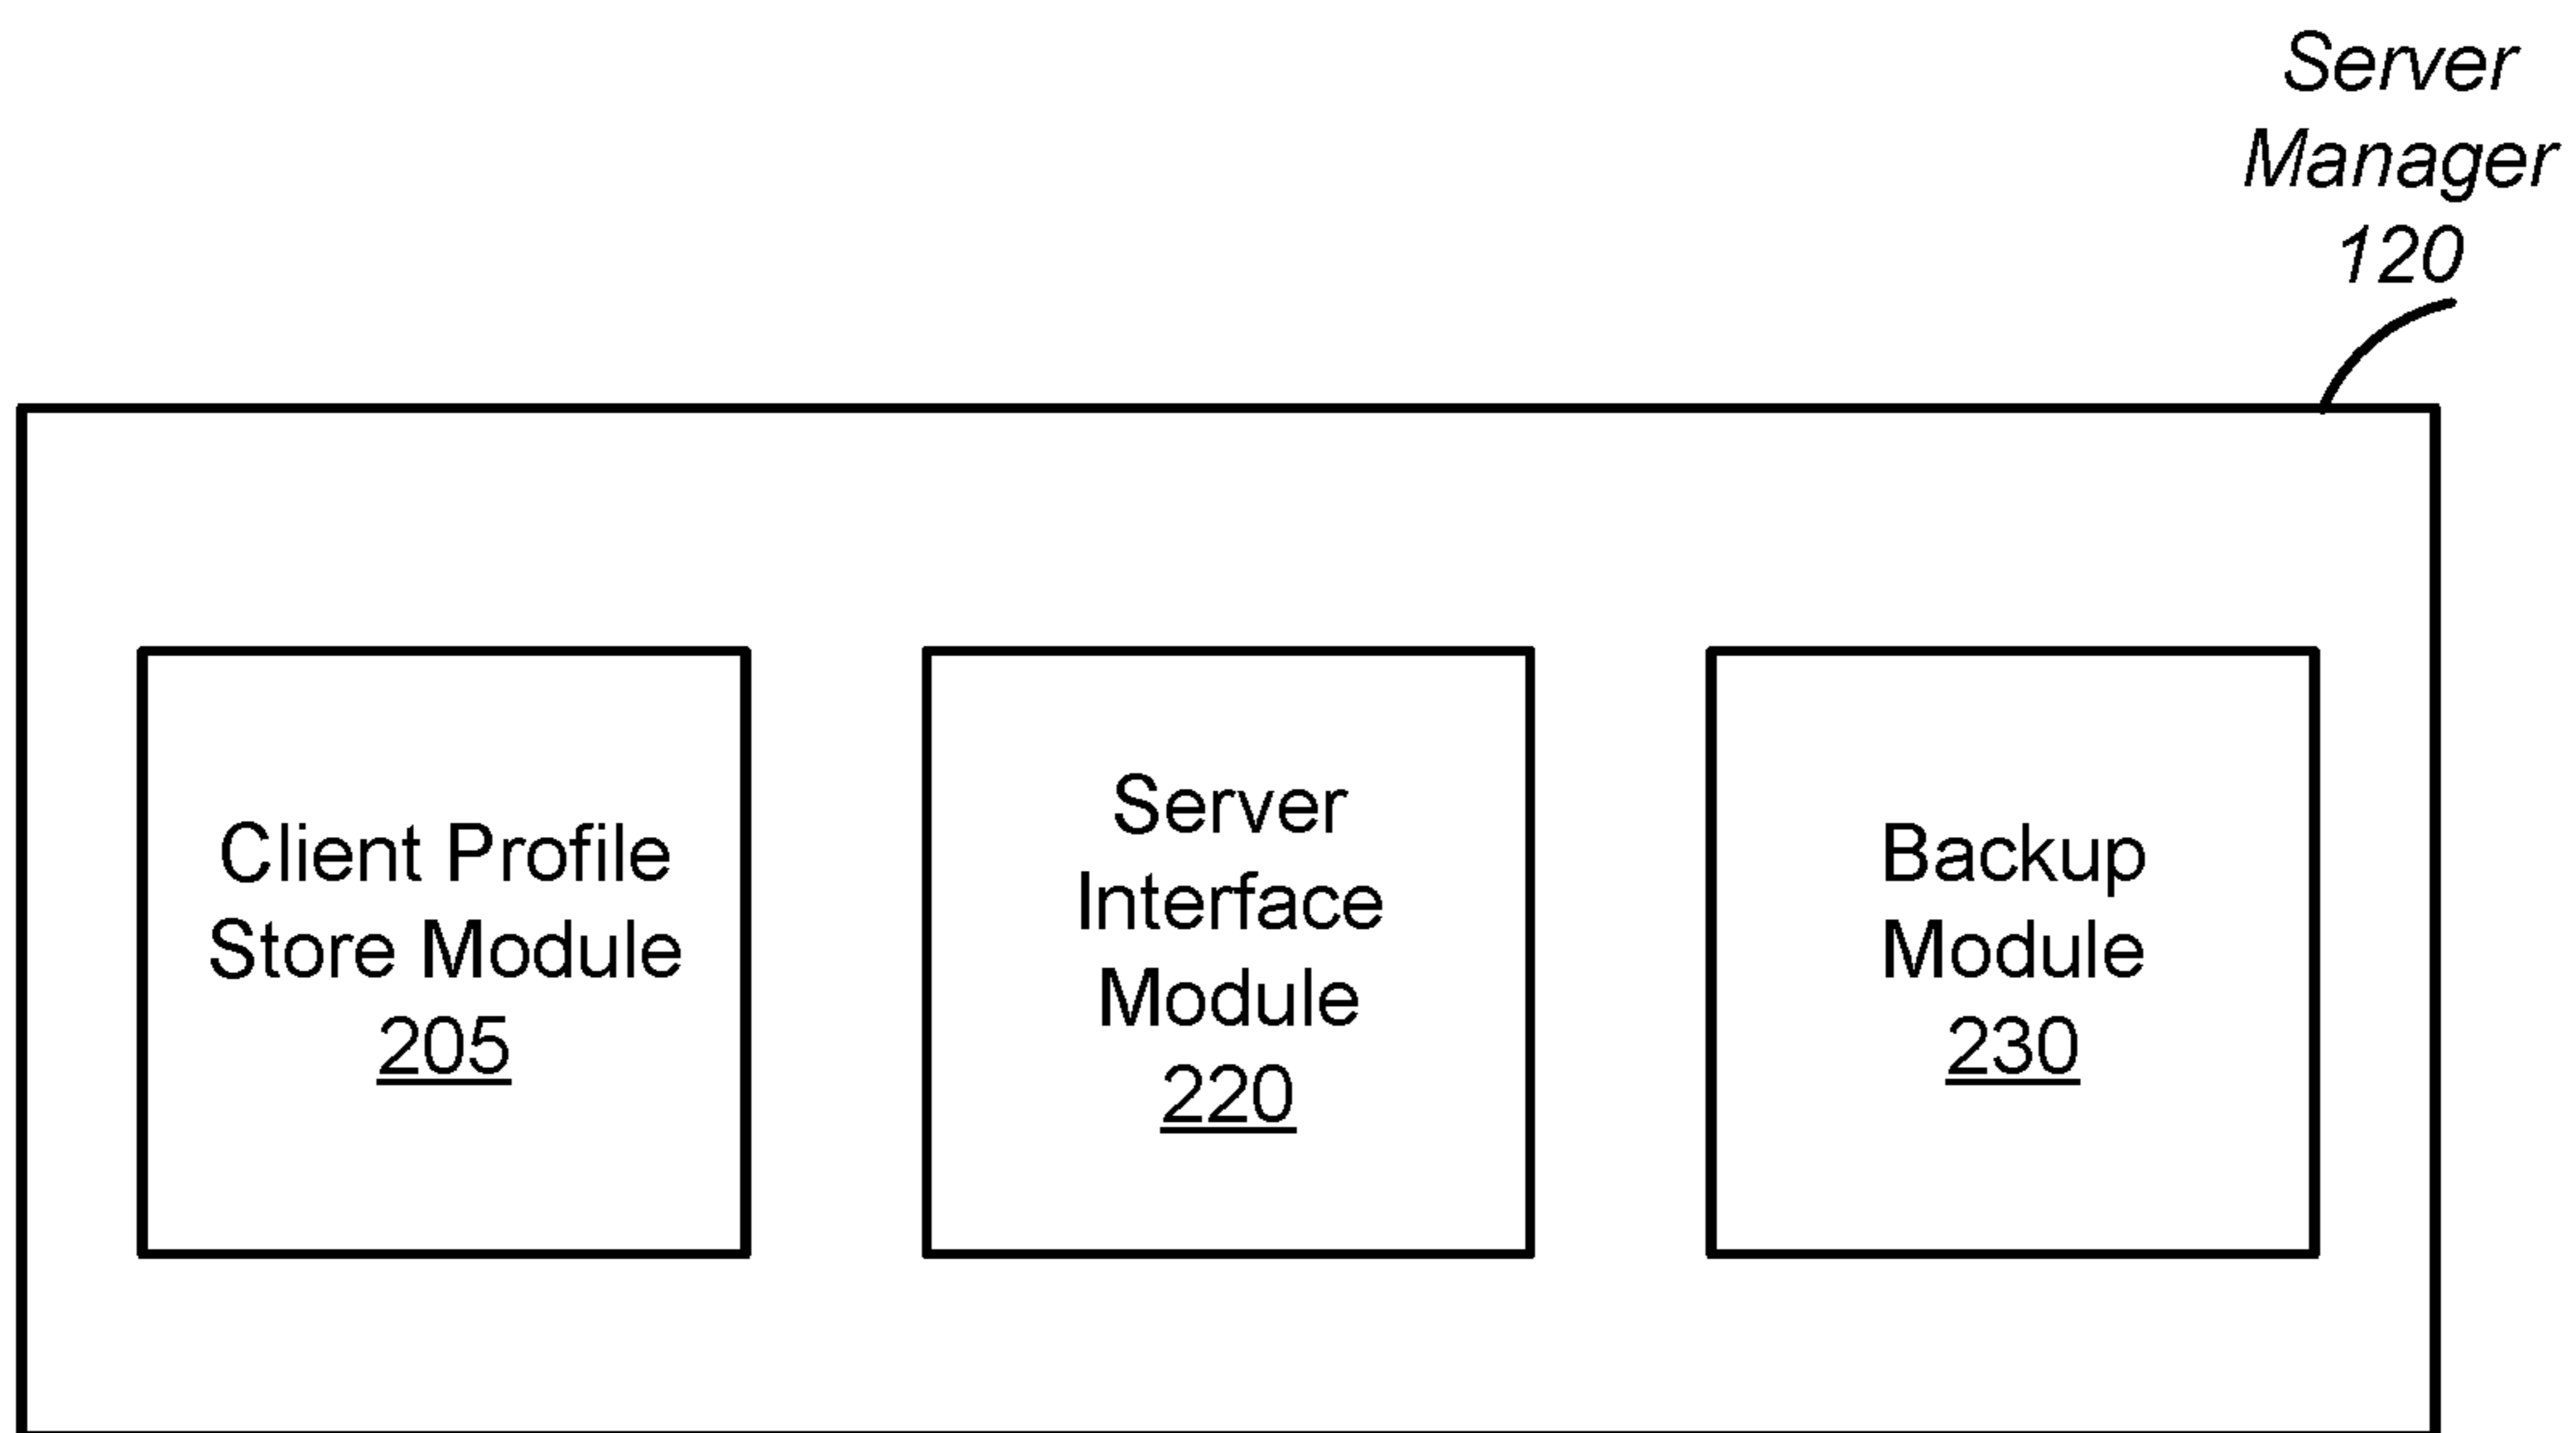 Server
Manager
120
Client Profile
Store Module
205
Server
Interface
Module
220
Backup
Module
230